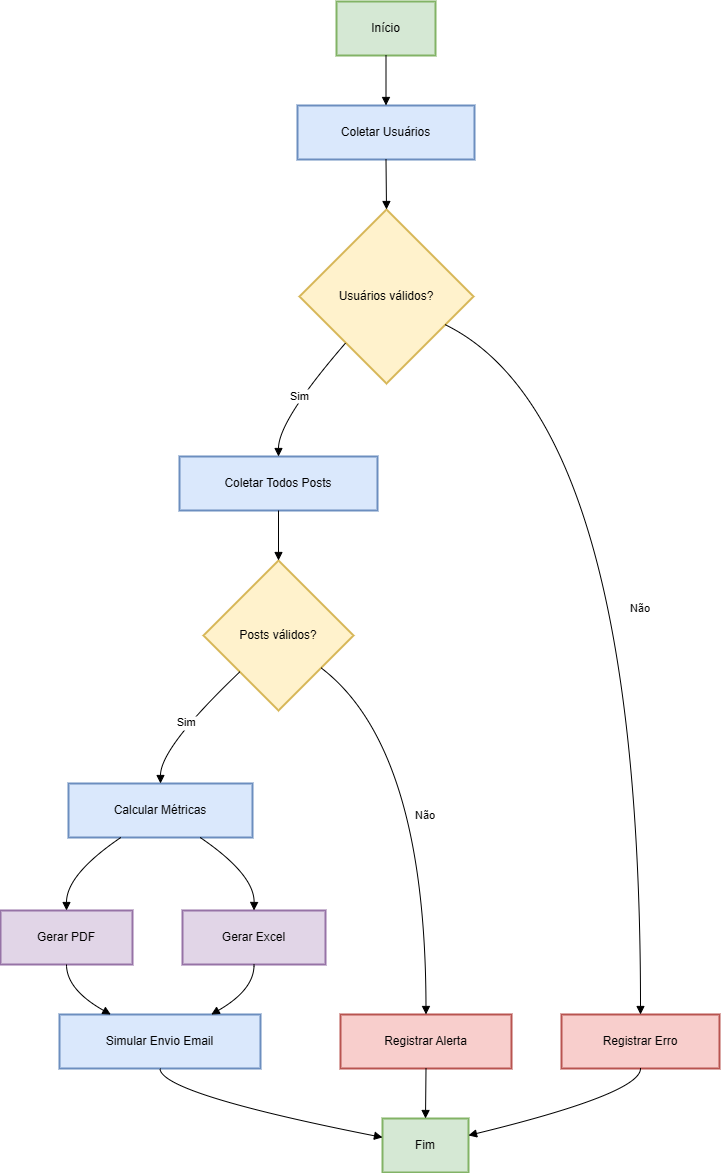 Início
Coletar Usuários
Usuários válidos?
Sim
Coletar Todos Posts
Não
Posts válidos?
Sim
Calcular Métricas
Não
Gerar PDF
Gerar Excel
Simular Envio Email
Registrar Alerta
Registrar Erro
Fim